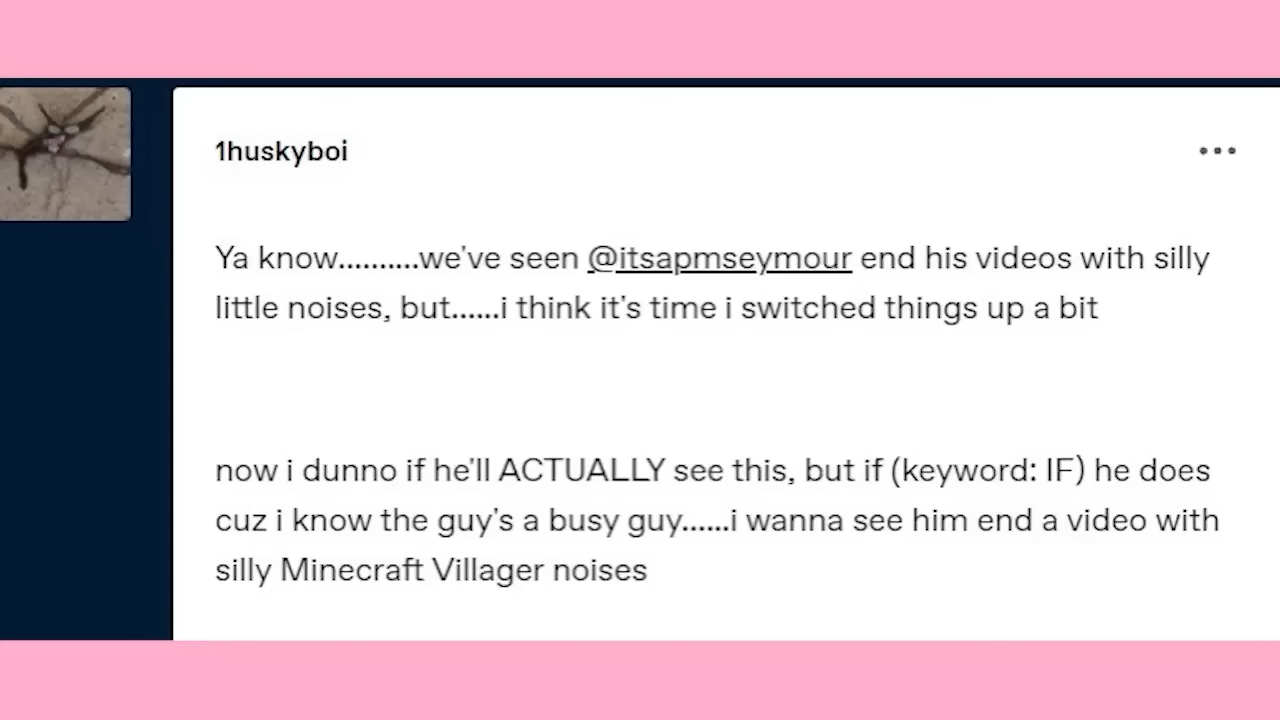 1huskyboi
Ya know..........we've seen @itsapmseymour end his videos with silly
little noises, but......i think it's time i switched things up a bit
now i dunno if he'll ACTUALLY see this, but if (keyword: IF) he does
cuz i know the guy's a busy guy......i wanna see him end a video with
silly Minecraft Villager noises